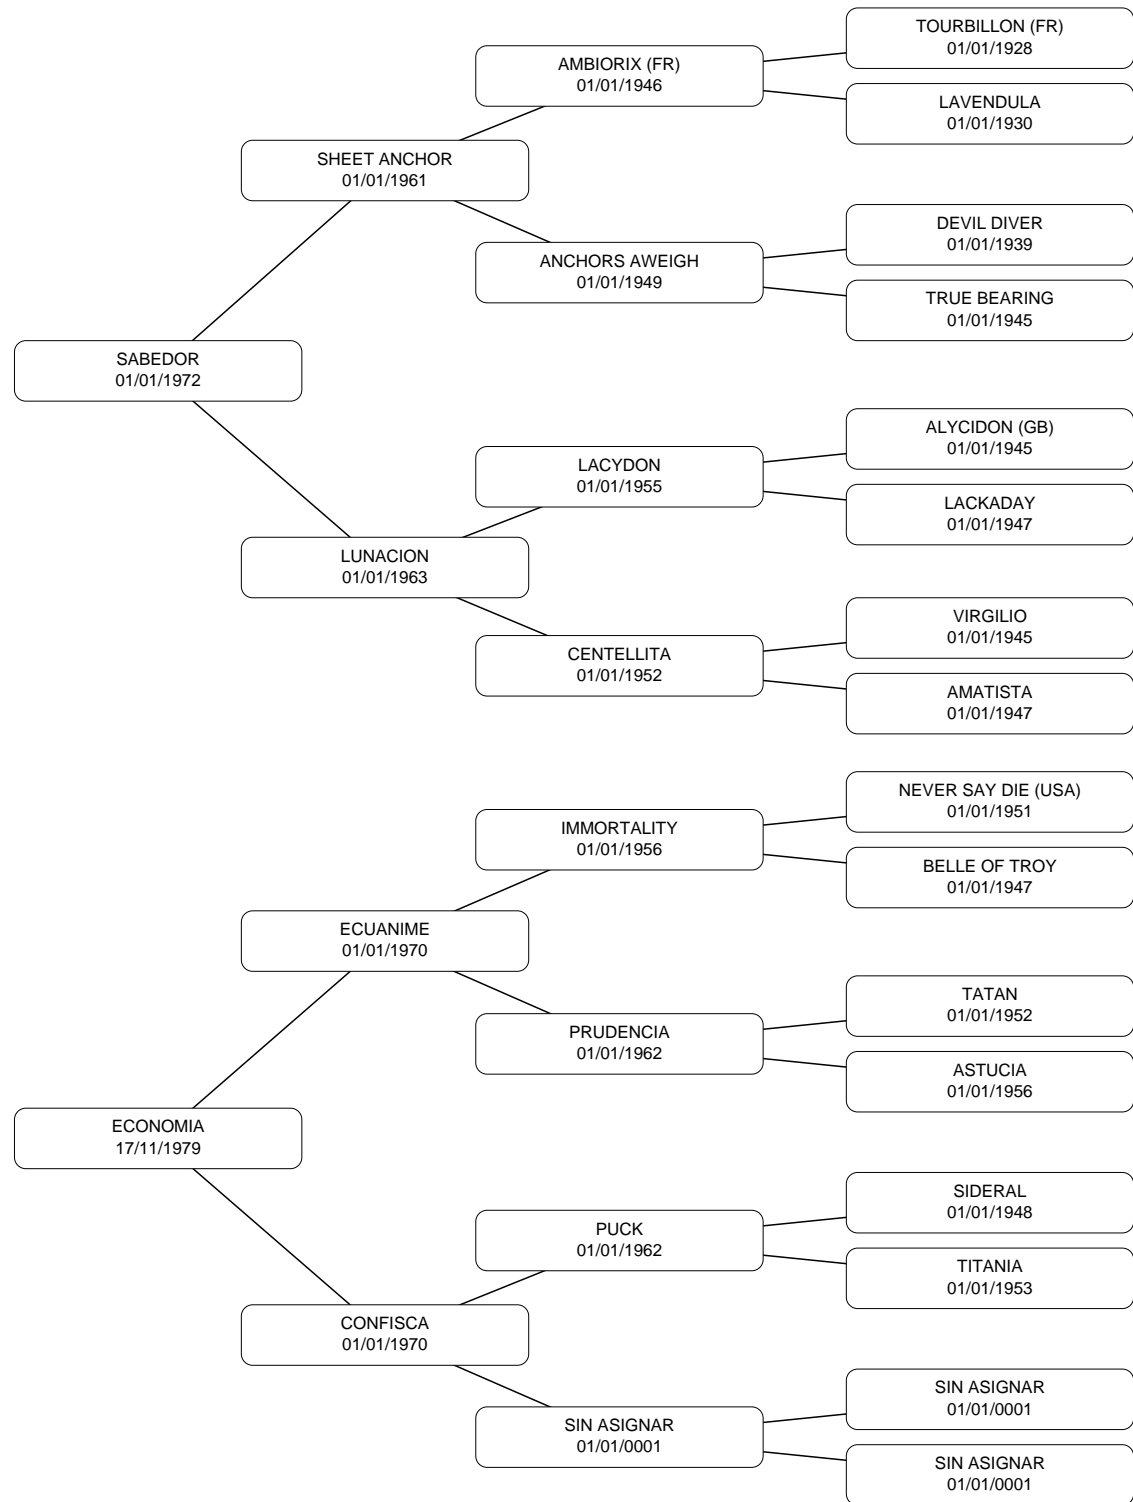 TOURBILLON (FR)
01/01/1928
AMBIORIX (FR)
01/01/1946
LAVENDULA
01/01/1930
SHEET ANCHOR
01/01/1961
DEVIL DIVER
01/01/1939
ANCHORS AWEIGH
01/01/1949
TRUE BEARING
01/01/1945
SABEDOR
01/01/1972
ALYCIDON (GB)
01/01/1945
LACYDON
01/01/1955
LACKADAY
01/01/1947
LUNACION
01/01/1963
VIRGILIO
01/01/1945
CENTELLITA
01/01/1952
AMATISTA
01/01/1947
NEVER SAY DIE (USA)
01/01/1951
IMMORTALITY
01/01/1956
BELLE OF TROY
01/01/1947
ECUANIME
01/01/1970
TATAN
01/01/1952
PRUDENCIA
01/01/1962
ASTUCIA
01/01/1956
ECONOMIA
17/11/1979
SIDERAL
01/01/1948
PUCK
01/01/1962
TITANIA
01/01/1953
CONFISCA
01/01/1970
SIN ASIGNAR
01/01/0001
SIN ASIGNAR
01/01/0001
SIN ASIGNAR
01/01/0001